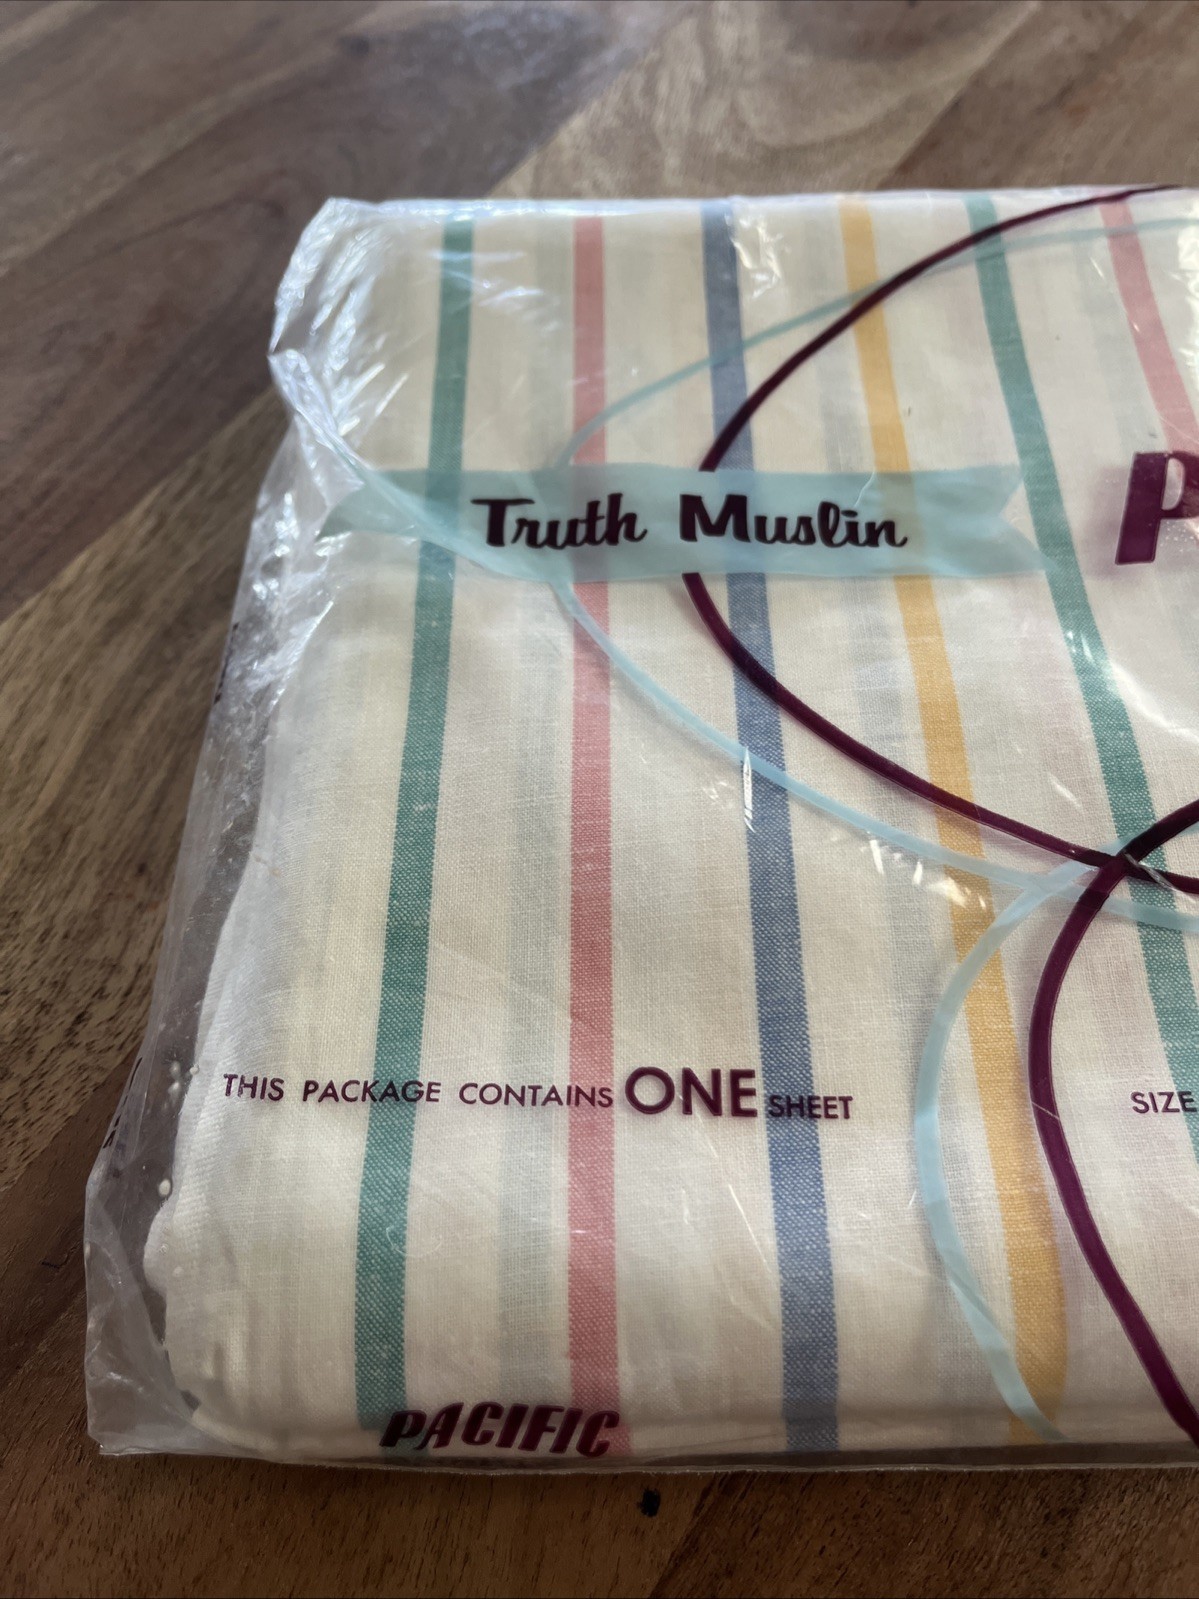 Truth Muslin
P
THIS PACKAGE CONTAINS ONE SHEET
SIZE
PACIFIC